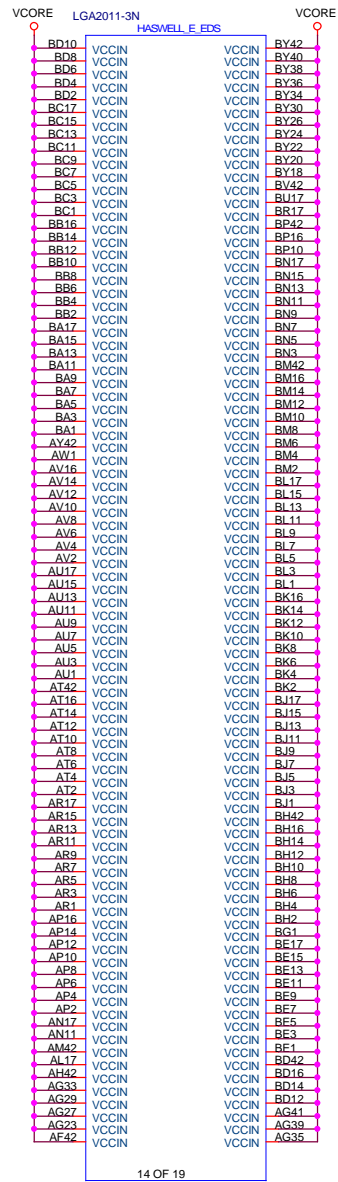 VCORE LGA2011-3N VCORE
HASWELL_E_EDS
BD10 VCCIN VCCIN BY42
BD8 VCCIN VCCIN BY40
BD6 VCCIN VCCIN BY38
BD4 VCCIN VCCIN BY36
BD2 VCCIN VCCIN BY34
BC17 VCCIN VCCIN BY30
BC15 VCCIN VCCIN BY26
BC13 VCCIN VCCIN BY24
BC11 VCCIN VCCIN BY22
BC9 VCCIN VCCIN BY20
BC7 VCCIN VCCIN BY18
BC5 VCCIN VCCIN BV42
BC3 VCCIN VCCIN BU17
BC1 VCCIN VCCIN BR17
BB16 VCCIN VCCIN BP42
BB14 VCCIN VCCIN BP16
BB12 VCCIN VCCIN BP10
BB10 VCCIN VCCIN BN17
BB8 VCCIN VCCIN BN15
BB6 VCCIN VCCIN BN13
BB4 VCCIN VCCIN BN11
BB2 VCCIN VCCIN BN9
BA17 VCCIN VCCIN BN7
BA15 VCCIN VCCIN BN5
BA13 VCCIN VCCIN BN3
BA11 VCCIN VCCIN BM42
BA9 VCCIN VCCIN BM16
BA7 VCCIN VCCIN BM14
BA5 VCCIN VCCIN BM12
BA3 VCCIN VCCIN BM10
BA1 VCCIN VCCIN BM8
AY42 VCCIN VCCIN BM6
AW1 VCCIN VCCIN BM4
AV16 VCCIN VCCIN BM2
AV14 VCCIN VCCIN BL17
AV12 VCCIN VCCIN BL15
AV10 VCCIN VCCIN BL13
AV8 VCCIN VCCIN BL11
AV6 VCCIN VCCIN BL9
AV4 VCCIN VCCIN BL7
AV2 VCCIN VCCIN BL5
AU17 VCCIN VCCIN BL3
AU15 VCCIN VCCIN BL1
AU13 VCCIN VCCIN BK16
AU11 VCCIN VCCIN BK14
AU9 VCCIN VCCIN BK12
AU7 VCCIN VCCIN BK10
AU5 VCCIN VCCIN BK8
AU3 VCCIN VCCIN BK6
AU1 VCCIN VCCIN BK4
AT42 VCCIN VCCIN BK2
AT16 VCCIN VCCIN BJ17
AT14 VCCIN VCCIN BJ15
AT12 VCCIN VCCIN BJ13
AT10 VCCIN VCCIN BJ11
AT8 VCCIN VCCIN BJ9
AT6 VCCIN VCCIN BJ7
AT4 VCCIN VCCIN BJ5
AT2 VCCIN VCCIN BJ3
AR17 VCCIN VCCIN BJ1
AR15 VCCIN VCCIN BH42
AR13 VCCIN VCCIN BH16
AR11 VCCIN VCCIN BH14
AR9 VCCIN VCCIN BH12
AR7 VCCIN VCCIN BH10
AR5 VCCIN VCCIN BH8
AR3 VCCIN VCCIN BH6
AR1 VCCIN VCCIN BH4
AP16 VCCIN VCCIN BH2
AP14 VCCIN VCCIN BG1
AP12 VCCIN VCCIN BE17
AP10 VCCIN VCCIN BE15
AP8 VCCIN VCCIN BE13
AP6 VCCIN VCCIN BE11
AP4 VCCIN VCCIN BE9
AP2 VCCIN VCCIN BE7
AN17 VCCIN VCCIN BE5
AN11 VCCIN VCCIN BE3
AM42 VCCIN VCCIN BE1
AL17 VCCIN VCCIN BD42
AH42 VCCIN VCCIN BD16
AG33 VCCIN VCCIN BD14
AG29 VCCIN VCCIN BD12
AG27 VCCIN VCCIN AG41
AG23 VCCIN VCCIN AG39
AF42 VCCIN VCCIN AG35
14 OF 19